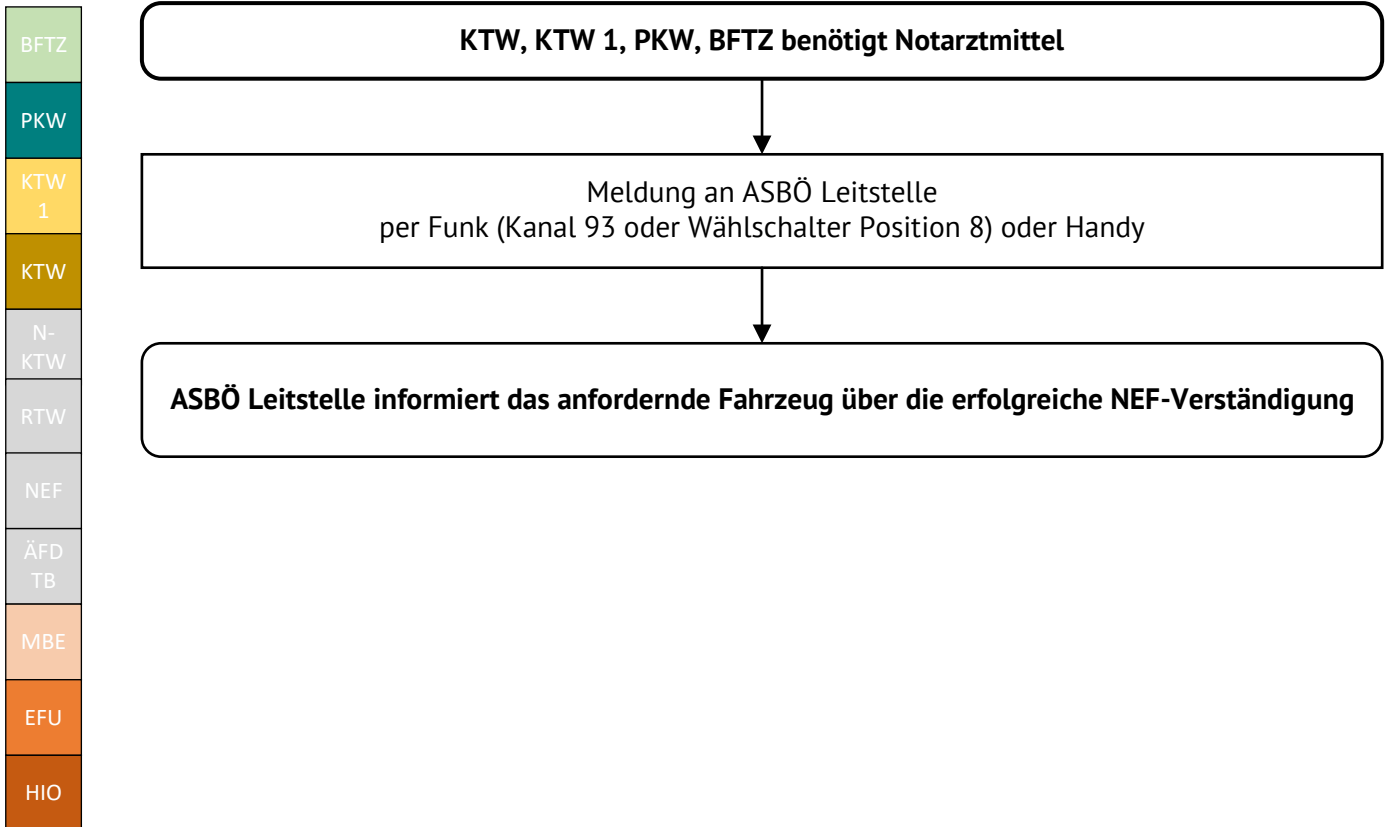 BFTZ
PKW
KTW
1
KTW
N-
KTW
RTW
NEF
ÄFD
TB
MBE
EFU
HIO
KTW, KTW 1, PKW, BFTZ benötigt Notarztmittel
Meldung an ASBÖ Leitstelle
per Funk (Kanal 93 oder Wählschalter Position 8) oder Handy
ASBÖ Leitstelle informiert das anfordernde Fahrzeug über die erfolgreiche NEF-Verständigung